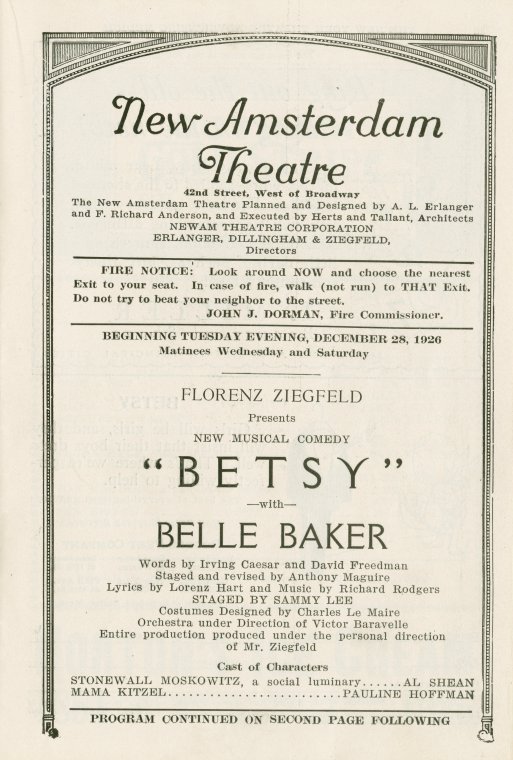 New Amsterdam
Theatre
42nd Street, West of Broadway
The New Amsterdam Theatre Planned and Designed by A. L. Erlanger
and F. Richard Anderson, and Executed by Herts and Tallant, Architects
NEWAM THEATRE CORPORATION
ERLANGER, DILLINGHAM & ZIEGFELD,
Directors
FIRE NOTICE: Look around NOW and choose the nearest
Exit to your seat. In case of fire, walk (not run) to THAT Exit.
Do not try to beat your neighbor to the street.
JOHN J. DORMAN, Fire Commissioner.
BEGINNING TUESDAY EVENING, DECEMBER 28, 1926
Matinees Wednesday and Saturday
FLORENZ ZIEGFELD
Presents
NEW MUSICAL COMEDY
"BETSY"
—with—
BELLE BAKER
Words by Irving Caesar and David Freedman
Staged and revised by Anthony Maguire
Lyrics by Lorenz Hart and Music by Richard Rodgers
STAGED BY SAMMY LEE
Costumes Designed by Charles Le Maire
Orchestra under Direction of Victor Baravelle
Entire production produced under the personal direction
of Mr. Ziegfeld
Cast of Characters
STONEWALL MOSKOWITZ, a social luminary......AL SHEAN
MAMA KITZEL..........................PAULINE HOFFMAN
PROGRAM CONTINUED ON SECOND PAGE FOLLOWING